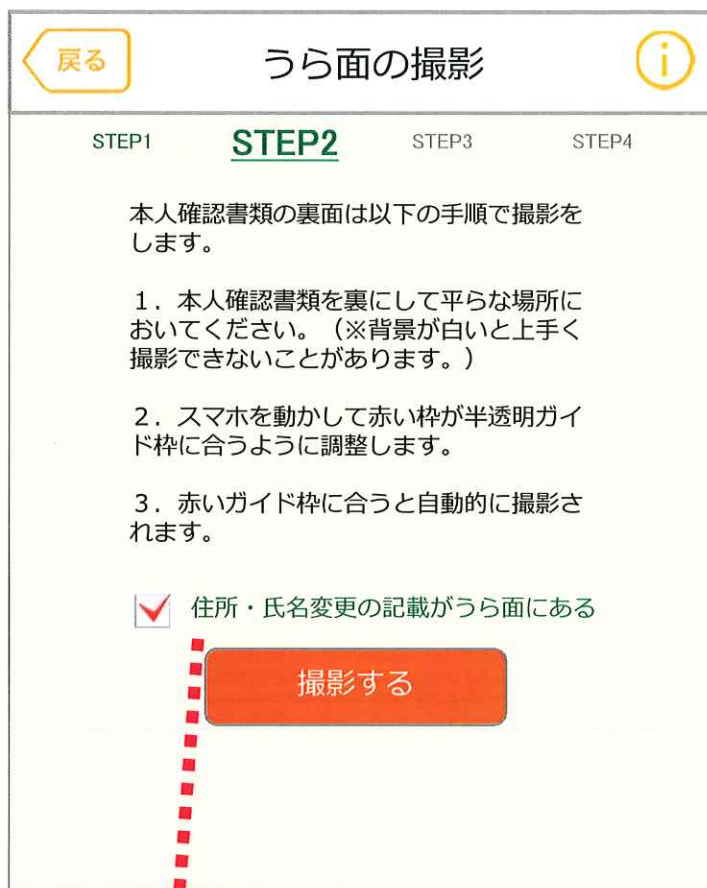 戻る
うら面の撮影
i
STEP1
STEP2
STEP3
STEP4
本人確認書類の裏面は以下の手順で撮影を
します。
１．本人確認書類を裏にして平らな場所に
おいてください。（※背景が白いと上手く
撮影できないことがあります。）
２．スマホを動かして赤い枠が半透明ガイ
ド枠に合うように調整します。
３．赤いガイド枠に合うと自動的に撮影さ
れます。
住所・氏名変更の記載がうら面にある
撮影する